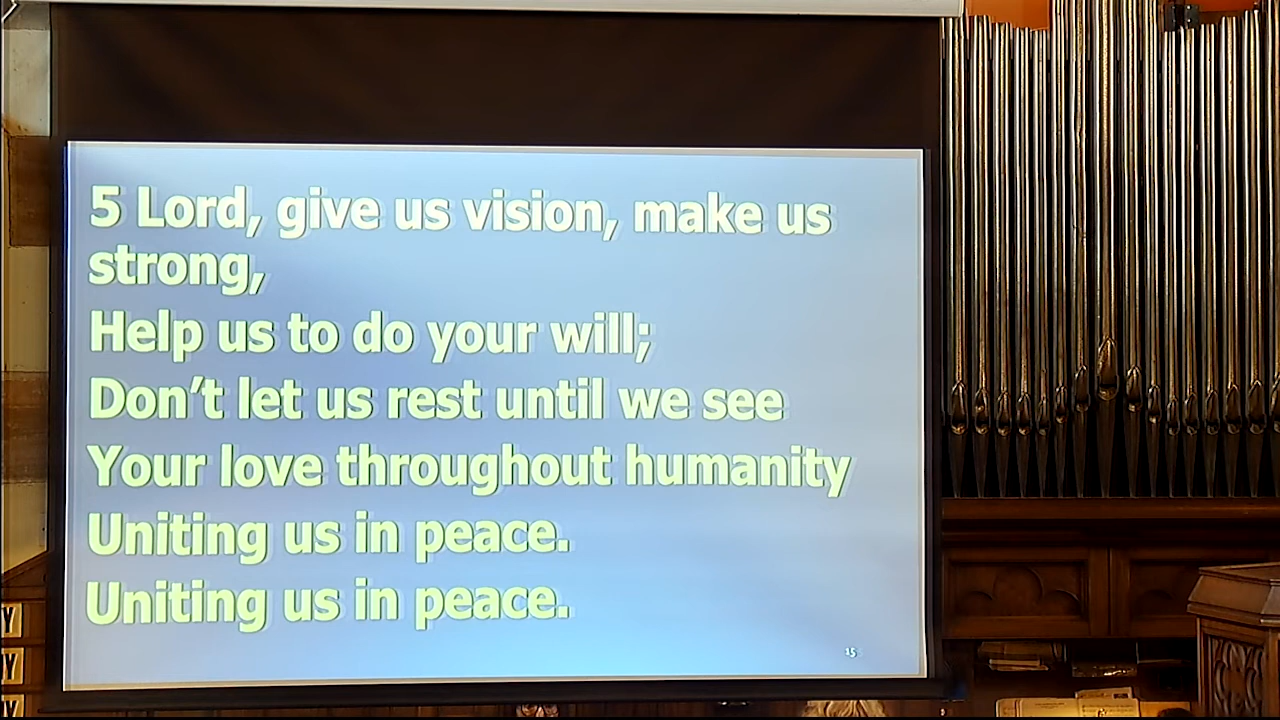 5 Lord, give us vision, make us
strong,
Help us to do your will;
Don't let us rest until we see
Your love throughout humanity
Uniting us in peace.
Uniting us in peace.
15
Y
Y
Y